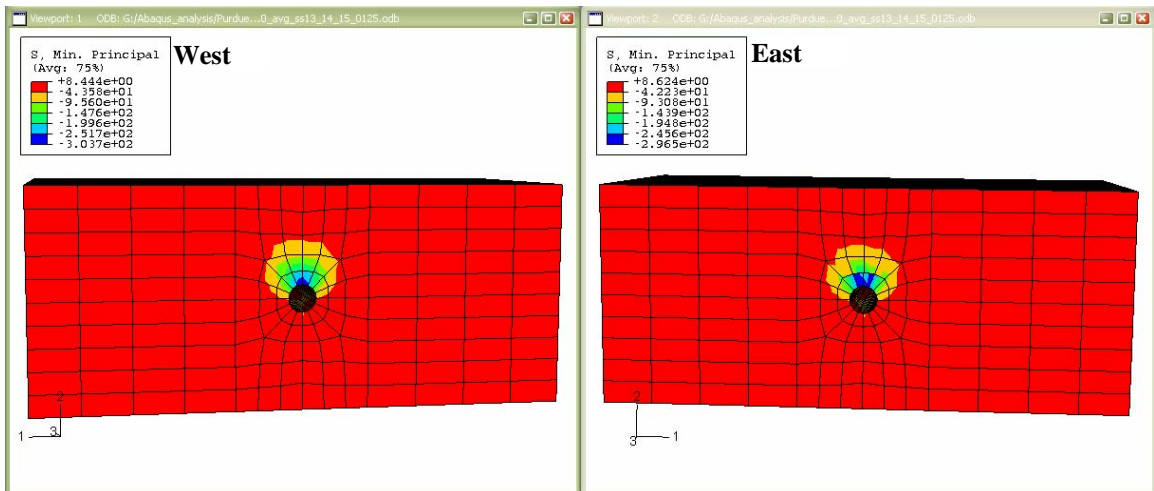 Viewport: 1 ODB: G:/Abaqus_analysis/Purdue...0_avg_ss13_14_15_0125.odb
S, Min. Principal
(Avg: 75%)
+8.444e+00
-4.358e+01
-9.560e+01
-1.476e+02
-1.996e+02
-2.517e+02
-3.037e+02
West
2
1
3
Viewport: 2 ODB: G:/Abaqus_analysis/Purdue...0_avg_ss13_14_15_0125.odb
S, Min. Principal
(Avg: 75%)
+8.624e+00
-4.223e+01
-9.308e+01
-1.439e+02
-1.948e+02
-2.456e+02
-2.965e+02
East
2
3
1